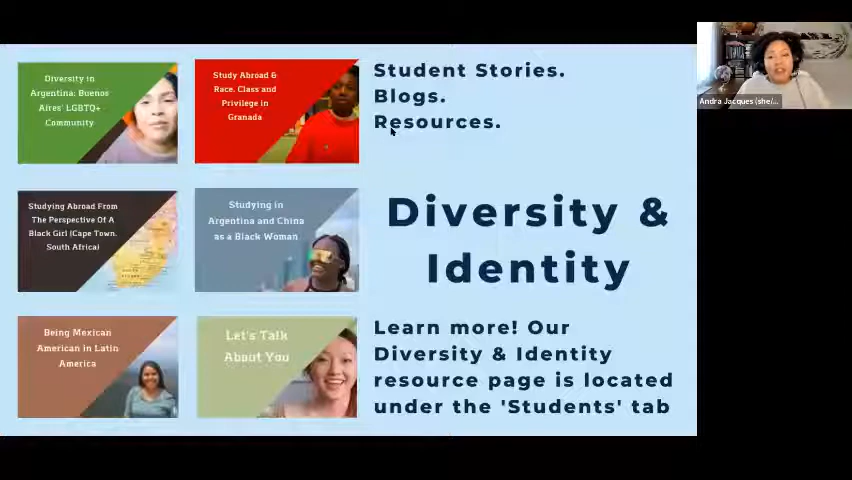 Diversity in
Argentina: Buenos
Aires' LGBTQ+
Community
Study Abroad &
Race, Class and
Privilege in
Granada
Studying Abroad From
The Perspective Of A
Black Girl (Cape Town,
South Africa)
Studying in
Argentina and China
as a Black Woman
Being Mexican
American in Latin
America
Let's Talk
About You
Student Stories.
Blogs.
Resources.
Diversity &
Identity
Learn more! Our
Diversity & Identity
resource page is located
under the 'Students' tab
Andra Jacques (she/...